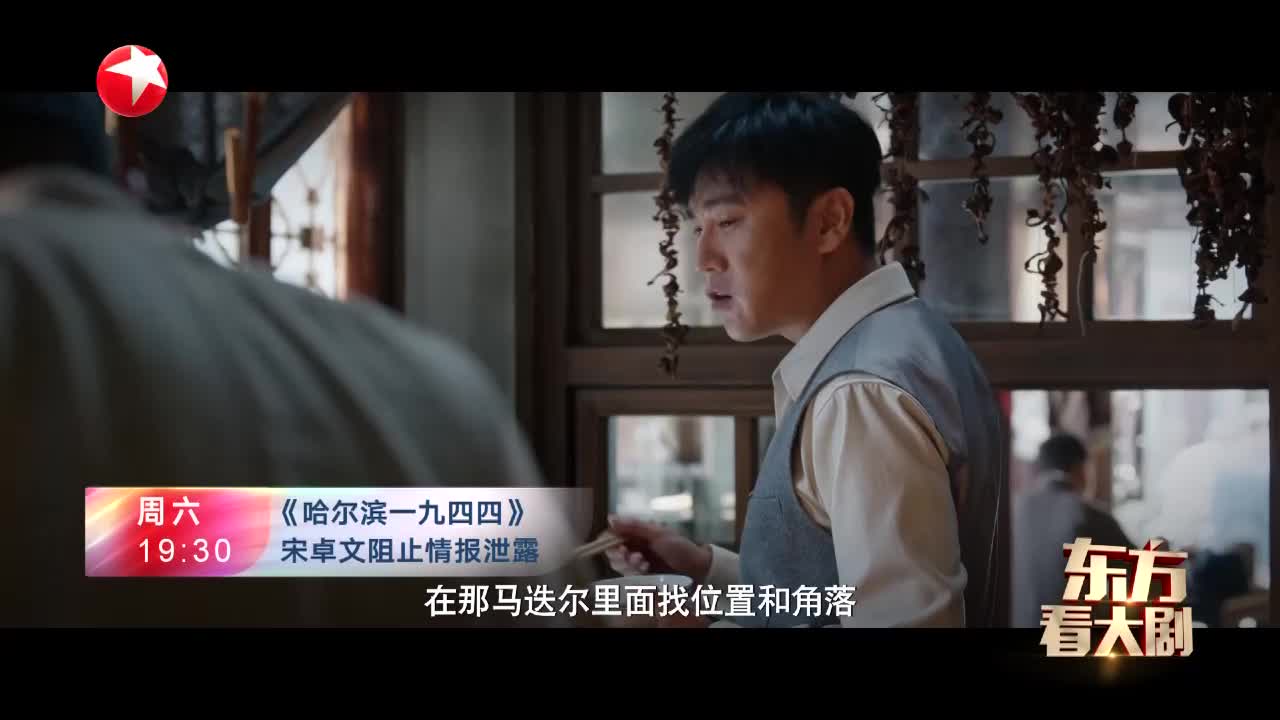 周六
19:30
《哈尔滨一九四四》
宋卓文阻止情报泄露
在那马迭尔里面找位置和角落
东方
看大剧